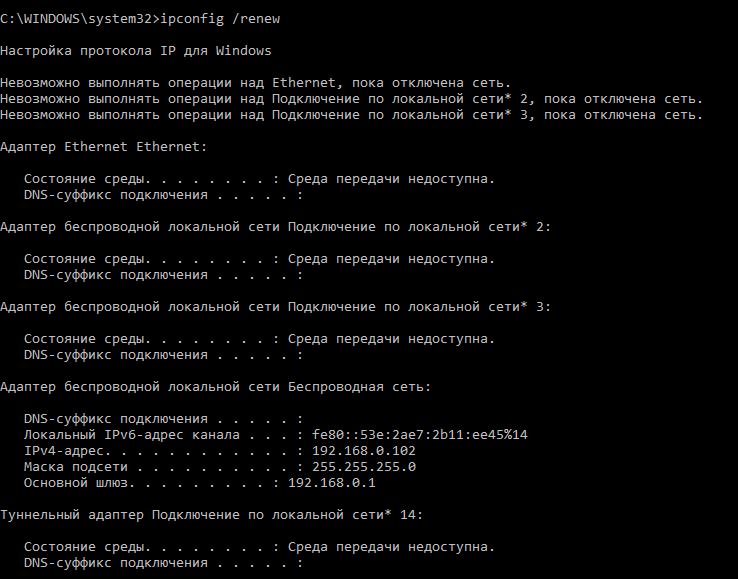 C:\WINDOWS\system32>ipconfig /renew
Настройка протокола IP для Windows
Невозможно выполнять операции над Ethernet, пока отключена сеть.
Невозможно выполнять операции над Подключение по локальной сети* 2, пока отключена сеть.
Невозможно выполнять операции над Подключение по локальной сети* 3, пока отключена сеть.
Адаптер Ethernet Ethernet:
Состояние среды. . . . . . . . : Среда передачи недоступна.
DNS-суффикс подключения . . . . . :
Адаптер беспроводной локальной сети Подключение по локальной сети* 2:
Состояние среды. . . . . . . . : Среда передачи недоступна.
DNS-суффикс подключения . . . . . :
Адаптер беспроводной локальной сети Подключение по локальной сети* 3:
Состояние среды. . . . . . . . : Среда передачи недоступна.
DNS-суффикс подключения . . . . . :
Адаптер беспроводной локальной сети Беспроводная сеть:
DNS-суффикс подключения . . . . . :
Локальный IPv6-адрес канала . . . : fe80::53e:2ae7:2b11:ee45%14
IPv4-адрес. . . . . . . . . . . . : 192.168.0.102
Маска подсети . . . . . . . . . . : 255.255.255.0
Основной шлюз. . . . . . . . . : 192.168.0.1
Туннельный адаптер Подключение по локальной сети* 14:
Состояние среды. . . . . . . . : Среда передачи недоступна.
DNS-суффикс подключения . . . . . :